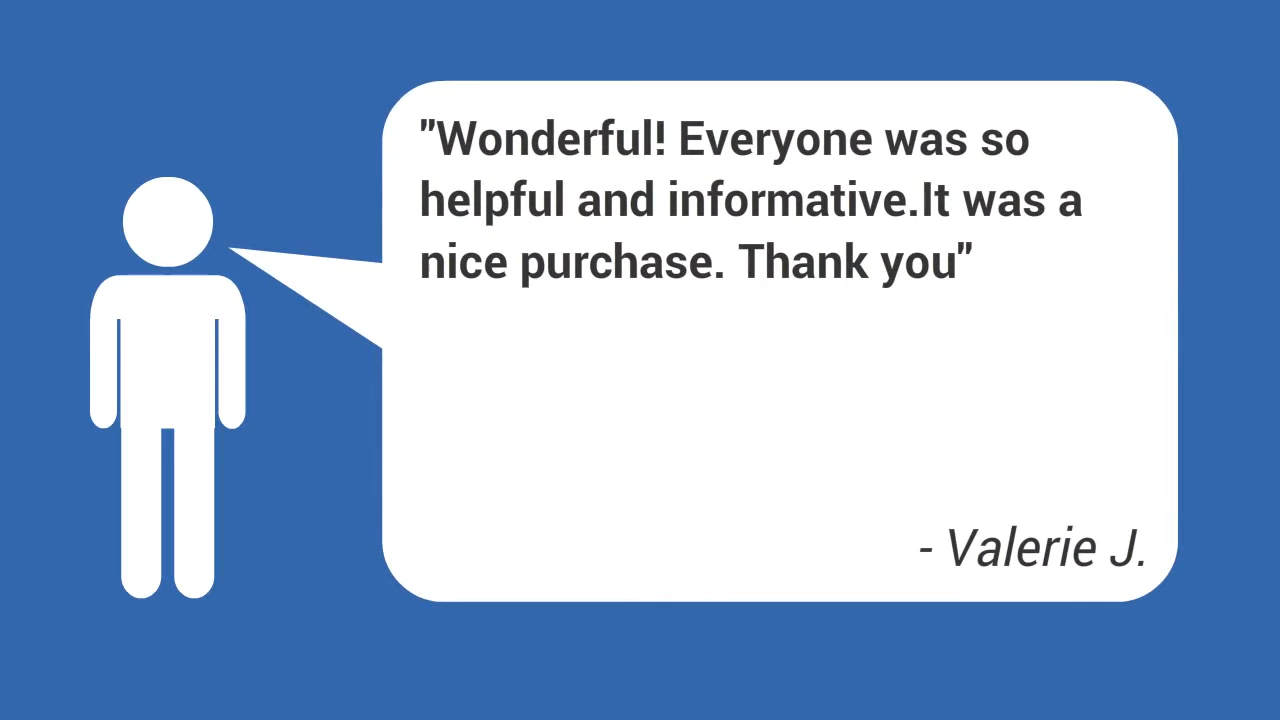 "Wonderful! Everyone was so
helpful and informative.It was a
nice purchase. Thank you"
- Valerie J.